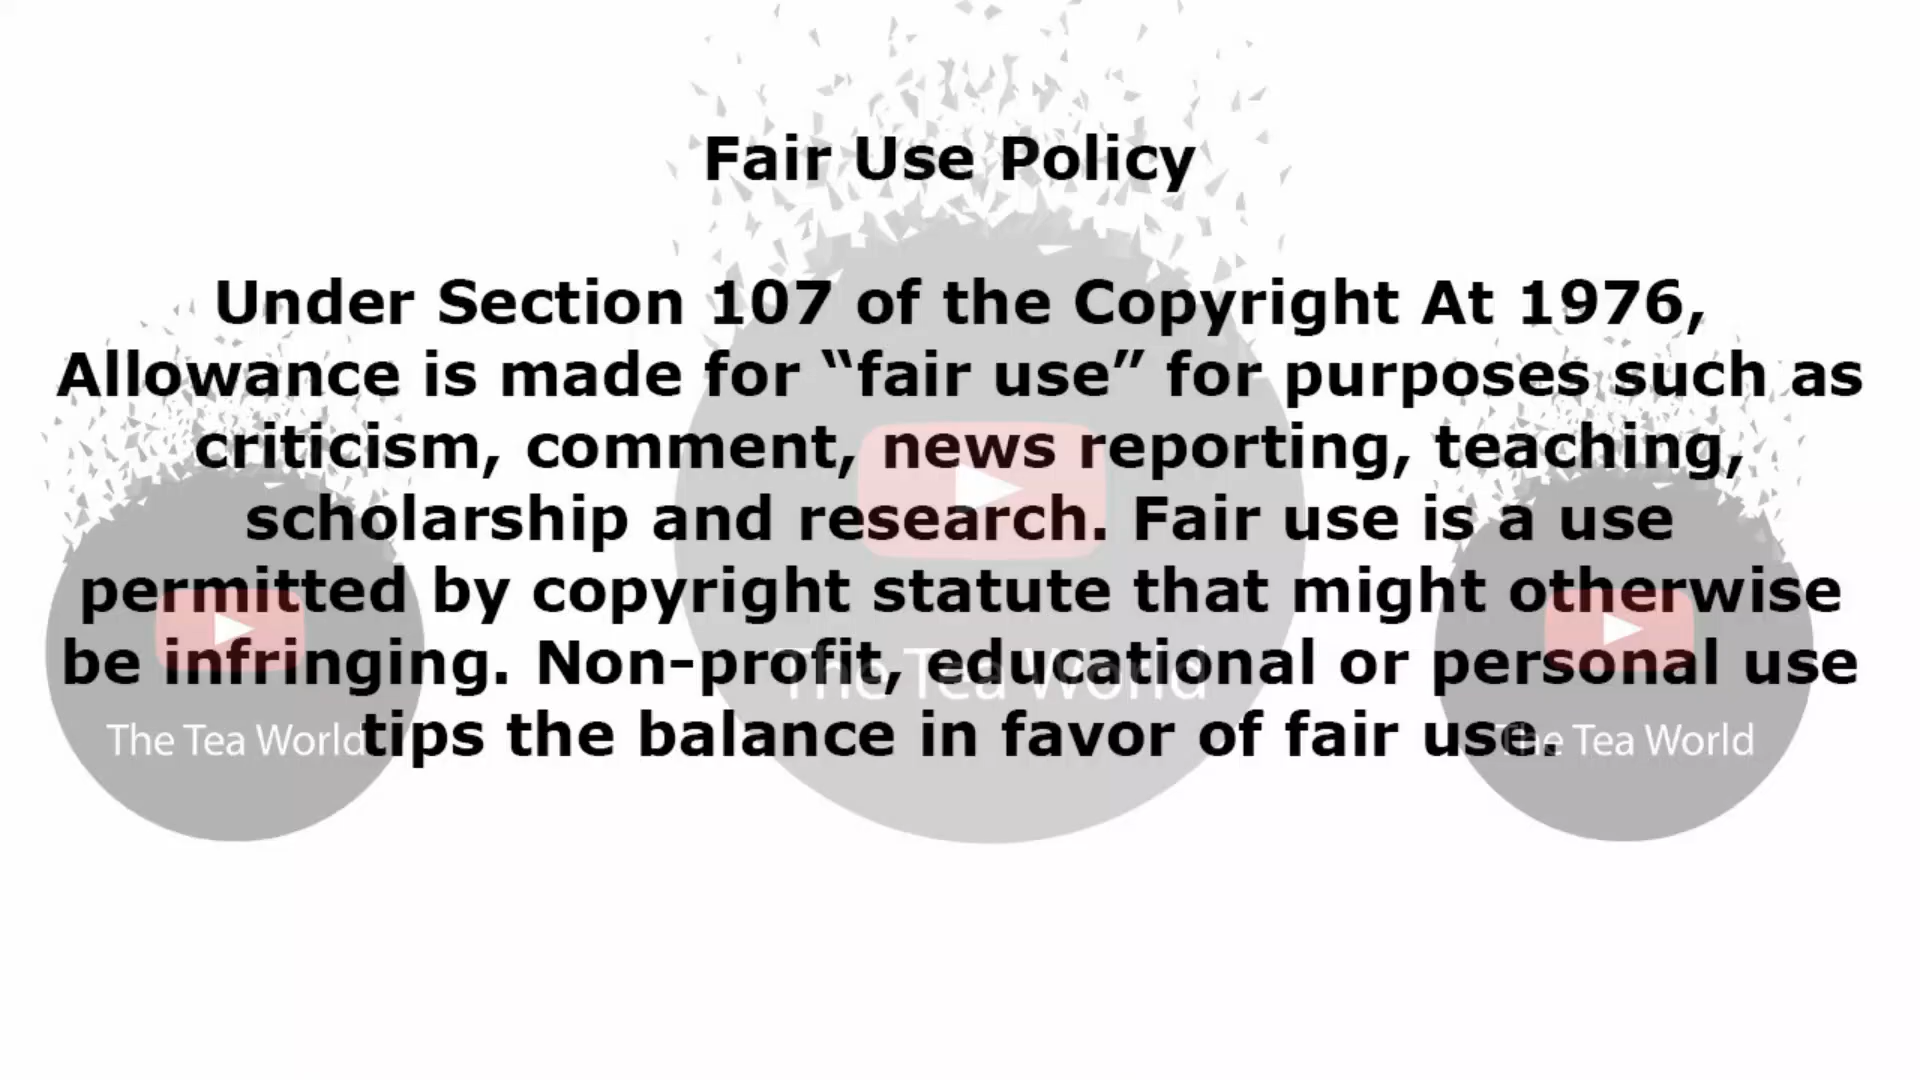 Fair Use Policy
Under Section 107 of the Copyright At 1976,
Allowance is made for “fair use” for purposes such as
criticism, comment, news reporting, teaching,
scholarship and research. Fair use is a use
permitted by copyright statute that might otherwise
be infringing. Non-profit, educational or personal use
tips the balance in favor of fair use.
The Tea World
The Tea World
The Tea World